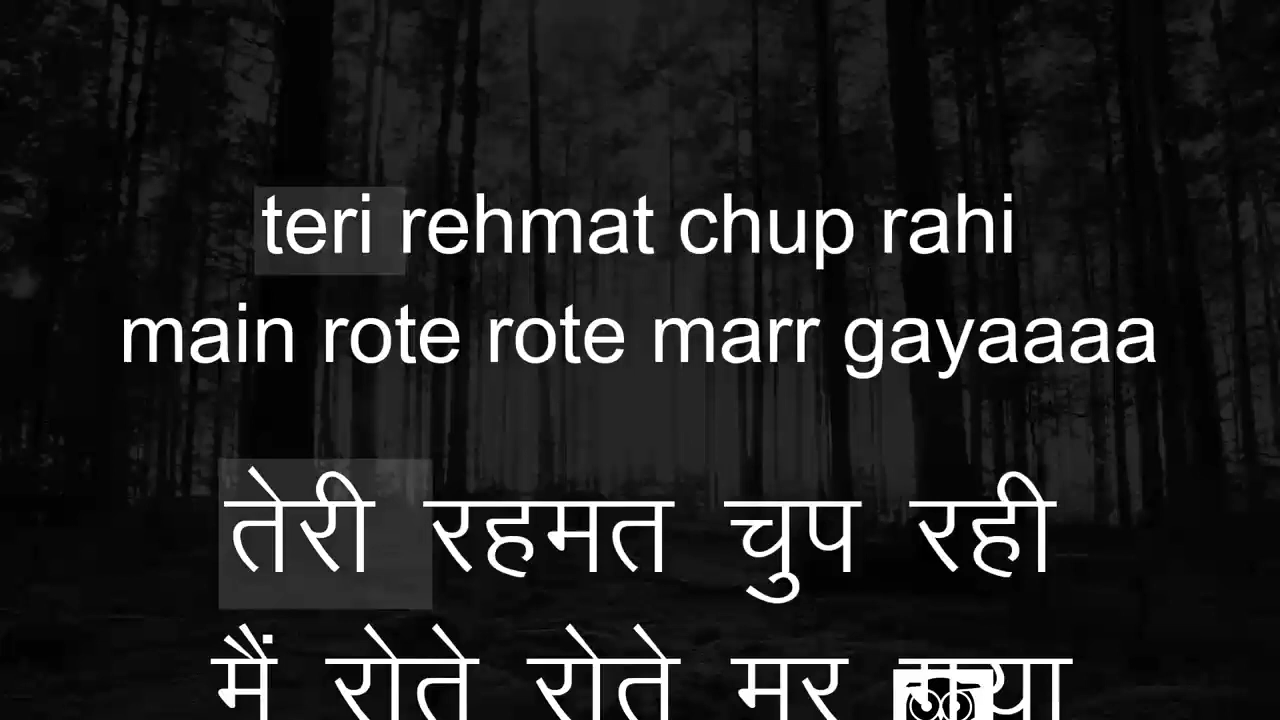 teri rehmat chup rahi
main rote rote marr gayaaaa
तेरी रहमत चुप रही
मैं रोते रोते मर